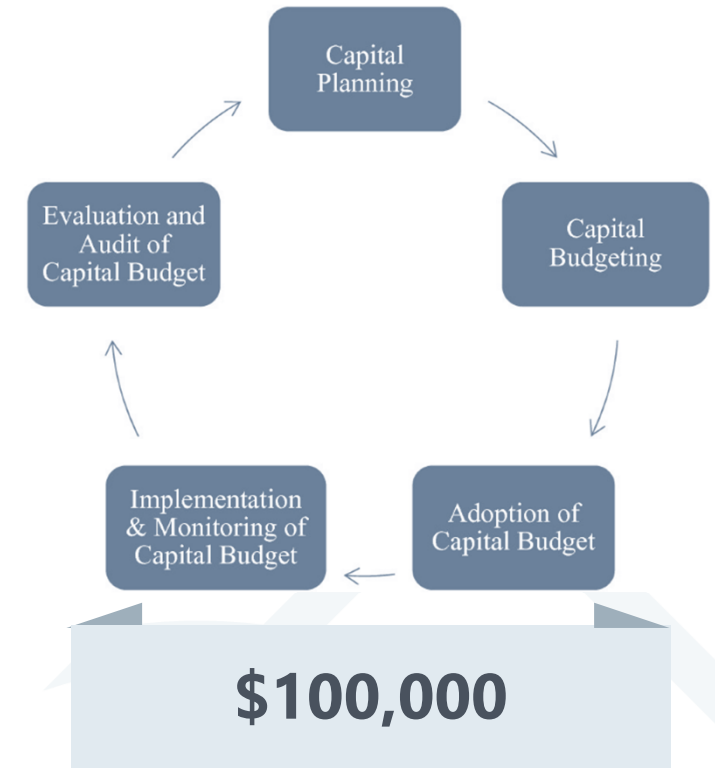 Capital
Planning
Capital
Budgeting
Adoption of
Capital Budget
Implementation
& Monitoring of
Capital Budget
Evaluation and
Audit of
Capital Budget
$100,000